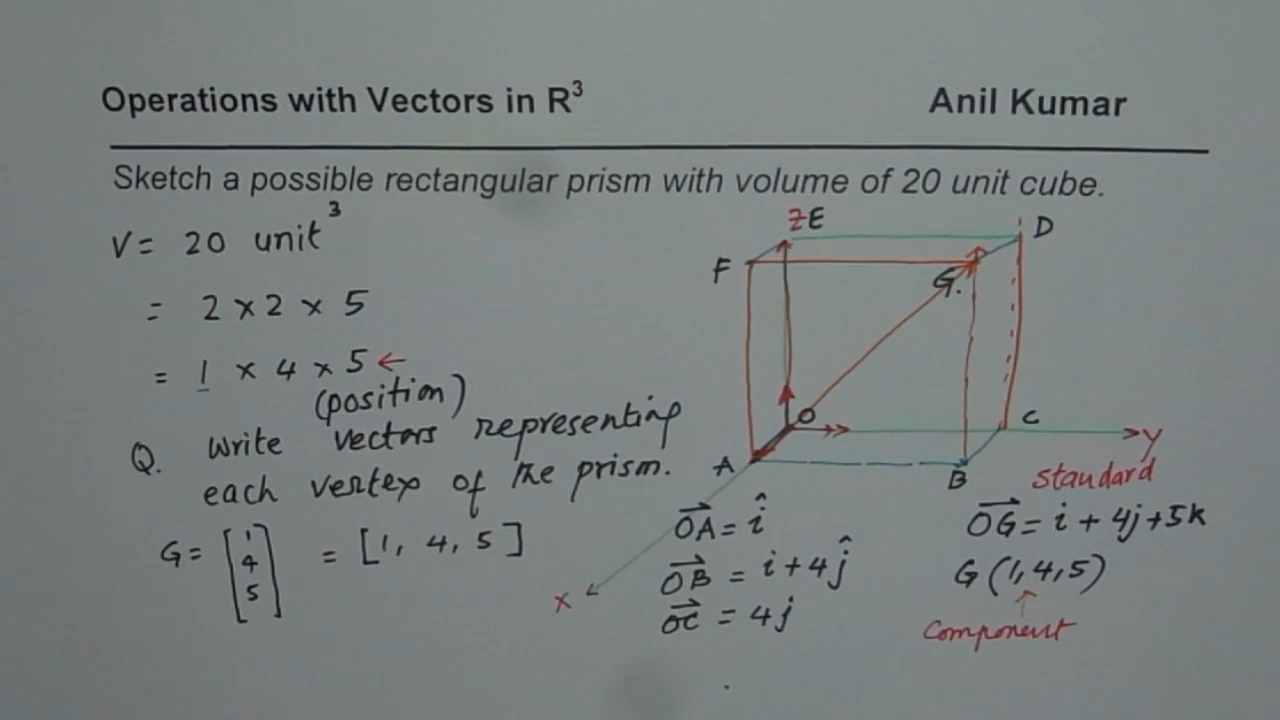 Operations with Vectors in R³ Anil Kumar
Sketch a possible rectangular prism with volume of 20 unit cube.
V = 20 unit³
= 2 × 2 × 5
= 1 × 4 × 5 ←
(position)
Q. Write vectors representing
each vertex of the prism.
G = [1 4 5] = [1, 4, 5]
Z E
D
F
G.
O
C
A
B
y
x
Standard
OA = î
OB = i + 4ĵ
OC = 4j
OG = i + 4j + 5k
G (1, 4, 5)
↑
Component